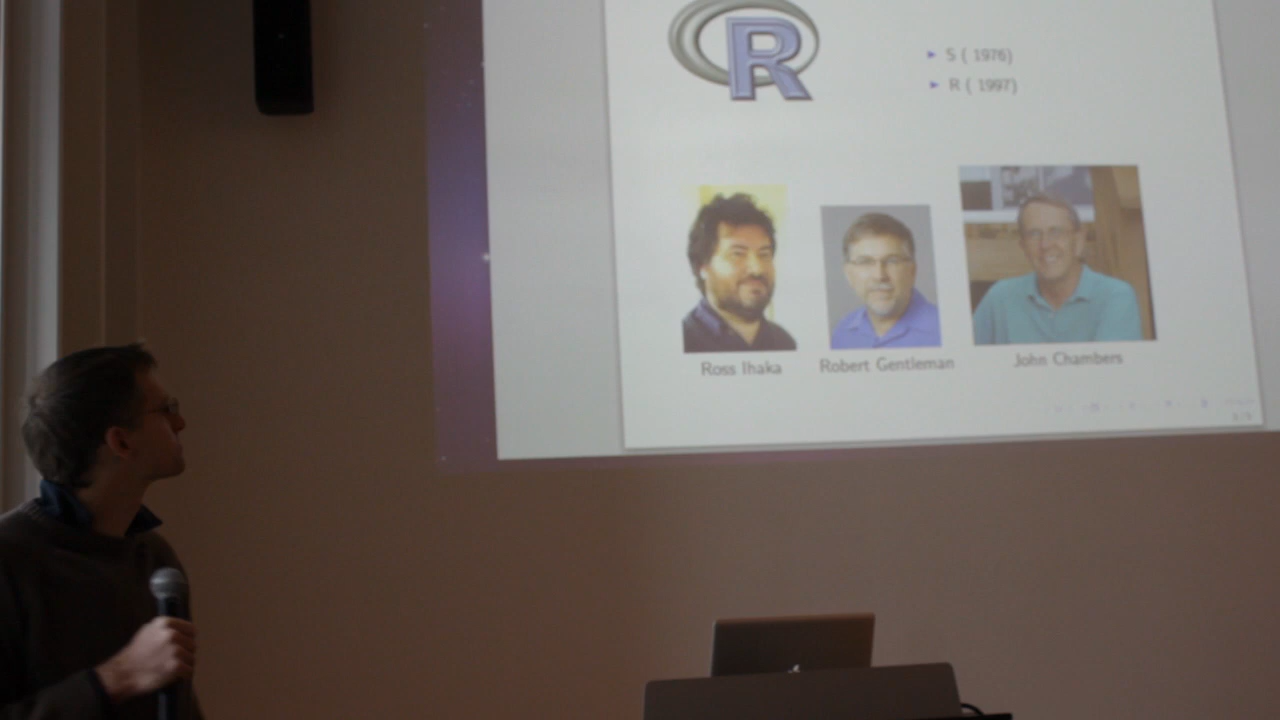 R
S ( 1976)
R ( 1997)
Ross Ihaka
Robert Gentleman
John Chambers